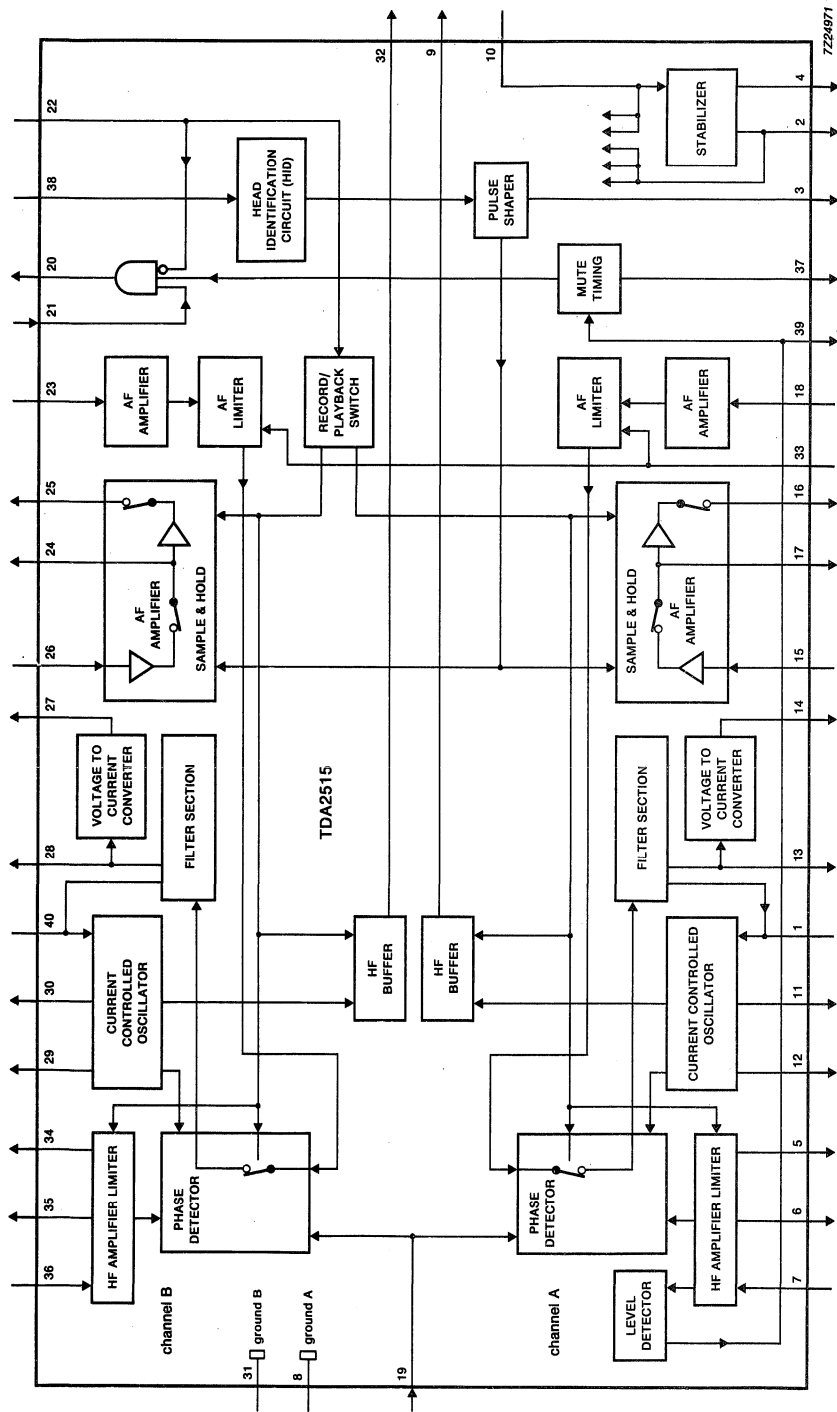 36
35
34
29
30
40
28
27
26
24
25
23
21
20
38
22
HF AMPLIFIER LIMITER
CURRENT
CONTROLLED
OSCILLATOR
VOLTAGE TO
CURRENT
CONVERTER
AF
AMPLIFIER
SAMPLE & HOLD
AF
AMPLIFIER
AF
LIMITER
HEAD
IDENTIFICATION
CIRCUIT (HID)
channel B
PHASE
DETECTOR
FILTER SECTION
31
ground B
8
ground A
RECORD/
PLAYBACK
SWITCH
TDA2515
19
HF
BUFFER
32
HF
BUFFER
9
PULSE
SHAPER
10
channel A
PHASE
DETECTOR
FILTER SECTION
AF
LIMITER
MUTE
TIMING
LEVEL
DETECTOR
HF AMPLIFIER LIMITER
CURRENT CONTROLLED
OSCILLATOR
VOLTAGE TO
CURRENT
CONVERTER
SAMPLE & HOLD
AF
AMPLIFIER
AF
AMPLIFIER
STABILIZER
7
6
5
12
11
1
13
14
15
17
16
33
18
39
37
3
2
4
7Z24971